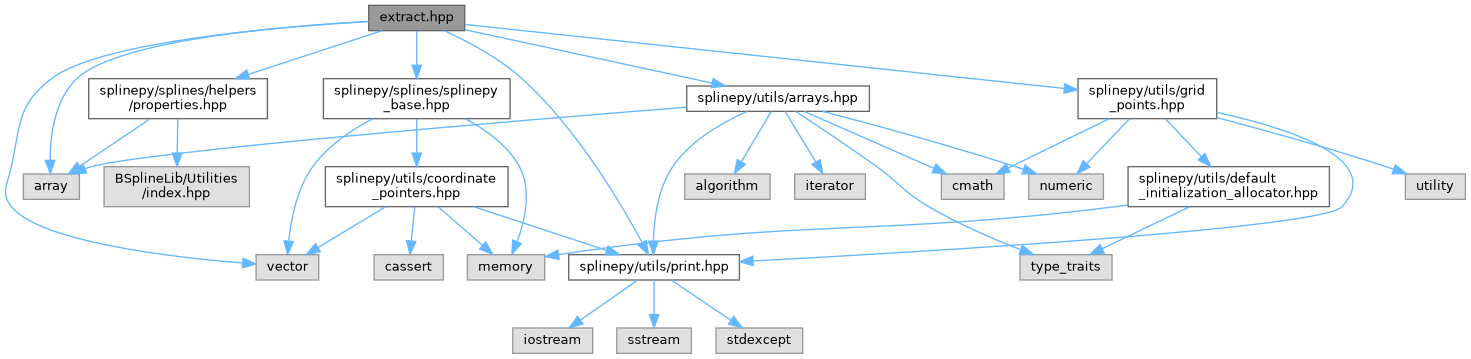 extract.hpp
splinepy/splines/helpers
/properties.hpp
splinepy/splines/splinepy
_base.hpp
splinepy/utils/arrays.hpp
splinepy/utils/grid
_points.hpp
array
BSplineLib/Utilities
/index.hpp
splinepy/utils/coordinate
_pointers.hpp
algorithm
iterator
cmath
numeric
splinepy/utils/default
_initialization_allocator.hpp
utility
vector
cassert
memory
splinepy/utils/print.hpp
type_traits
iostream
sstream
stdexcept